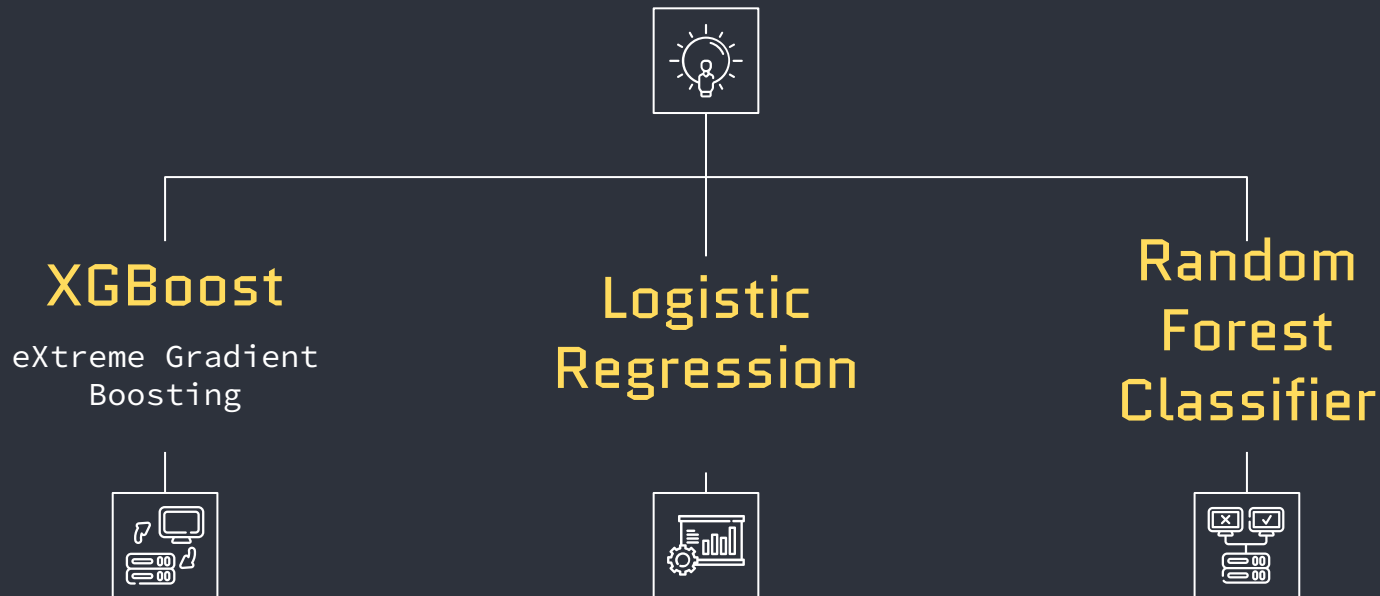 XGBoost
eXtreme Gradient
Boosting
Logistic
Regression
Random
Forest
Classifier